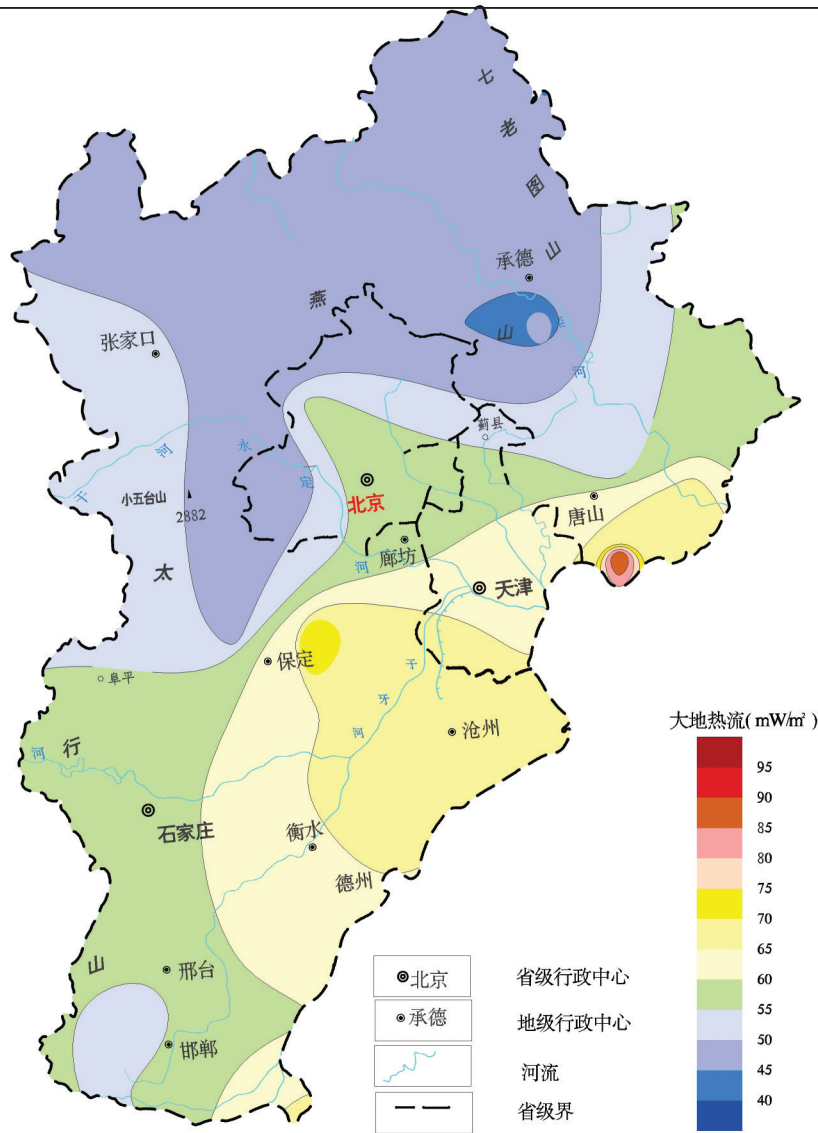 七
老
图
山
承德
燕
山
河
张家口
蓟县
河
永
干
定
小五台山
2882
北京
唐山
廊坊
河
太
天津
保定
子
牙
阜平
河
沧州
行
河
大地热流( mW/m² )
95
90
85
80
75
70
65
60
55
50
45
40
石家庄
衡水
德州
山
邢台
邯郸
北京 省级行政中心
承德 地级行政中心
河流
省级界